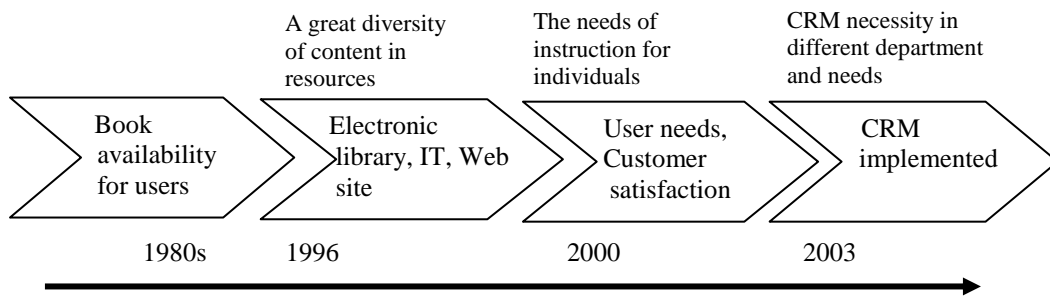 A great diversity
of content in
resources
The needs of
instruction for
individuals
CRM necessity in
different department
and needs
Book
availability
for users
Electronic
library, IT, Web
site
User needs,
Customer
satisfaction
CRM
implemented
1980s
1996
2000
2003